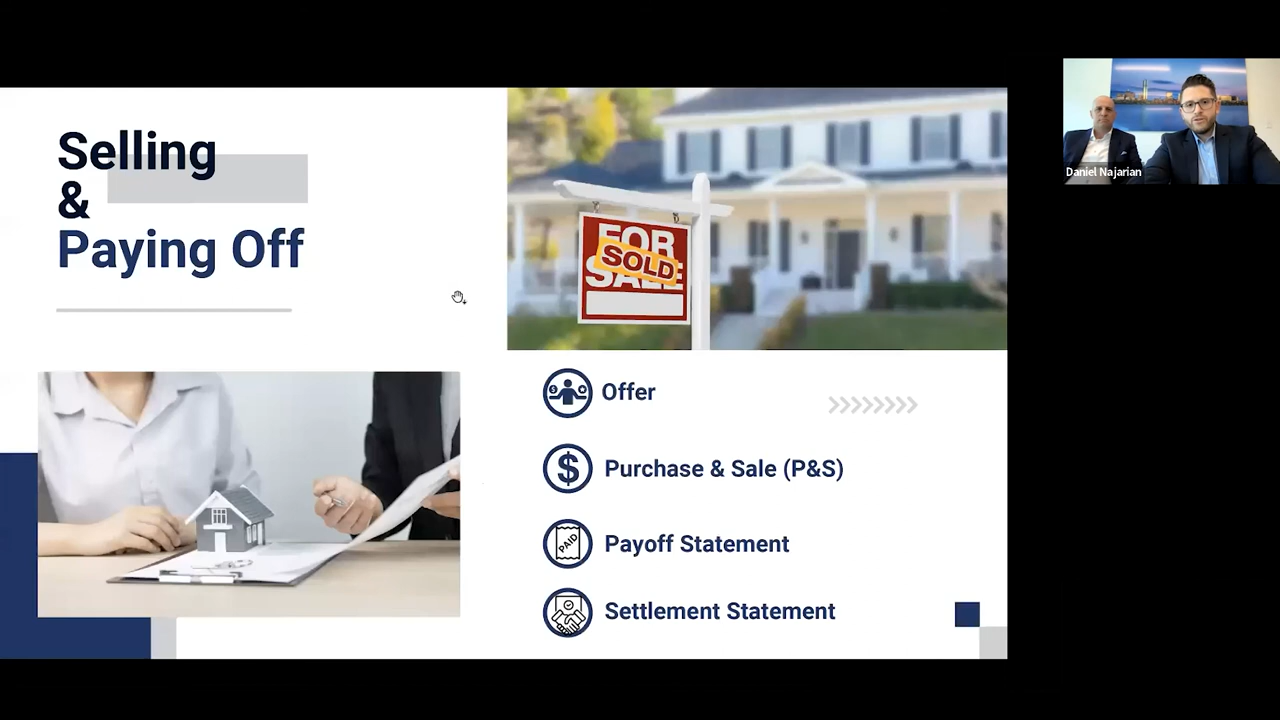 Selling
&
Paying Off
FOR
SOLD
SALE
Offer
$
Purchase & Sale (P&S)
PAID
Payoff Statement
Settlement Statement
Daniel Najarian